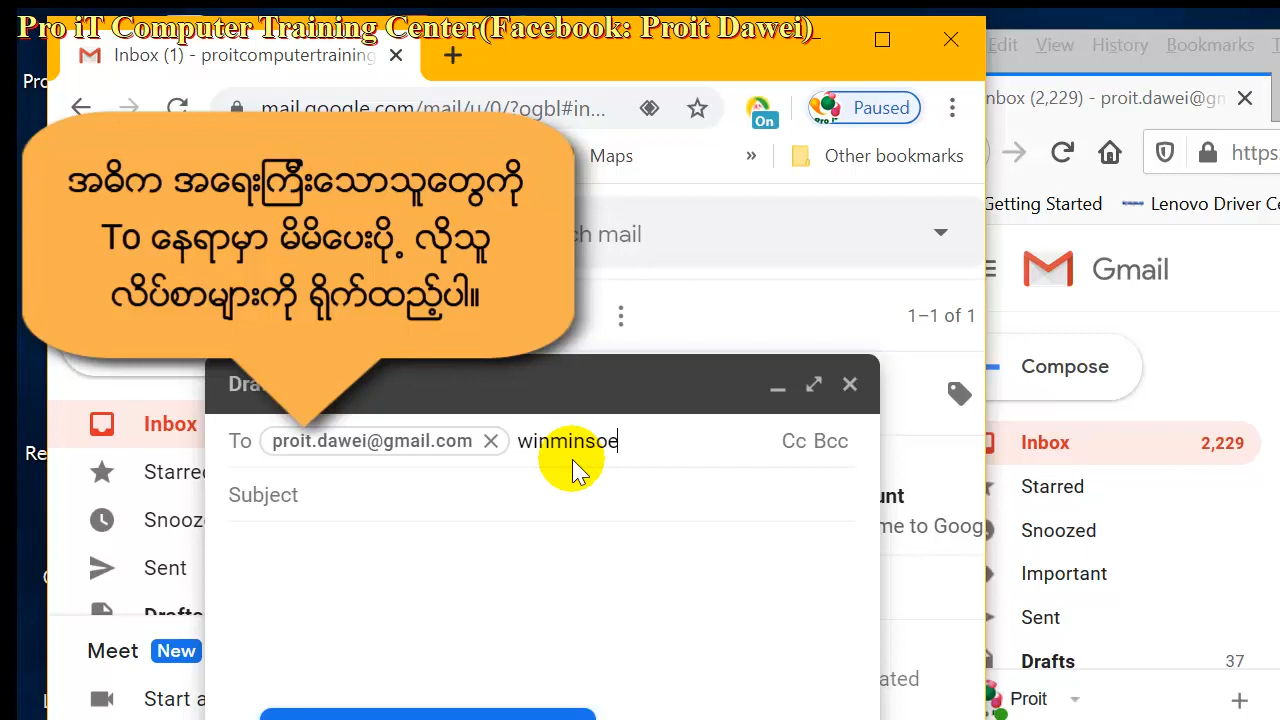 Pro iT Computer Training Center(Facebook: Proit Dawei)
Inbox (1) - proitcomputertraining
mail.google.com/mail/u/0/?ogbl#in...
On
Paused
Maps
»
Other bookmarks
အဓိက အရေးကြီးသောသူတွေကို
To နေရာမှာ မိမိပေးပို့ လိုသူ
လိပ်စာများကို ရိုက်ထည့်ပါ။
ch mail
1–1 of 1
Inbox
Starred
Snooze
Sent
Drafts
Meet New
Start a
To proit.dawei@gmail.com winminsoe Cc Bcc
Subject
unt
me to Goog
ated
Edit View History Bookmarks
nbox (2,229) - proit.dawei@gm
https:
Getting Started Lenovo Driver Ce
Gmail
Compose
Inbox 2,229
Starred
Snoozed
Important
Sent
Drafts 37
Proit